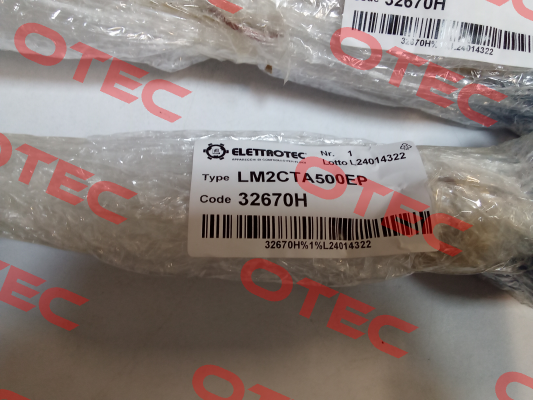 Code 32670H
32670H%1%L24014322
ELETTROTEC
Nr. 1
Lotto L24014322
Type LM2CTA500EP
Code 32670H
32670H%1%L24014322
OTEC
OTEC
OTEC
OTEC
OTEC